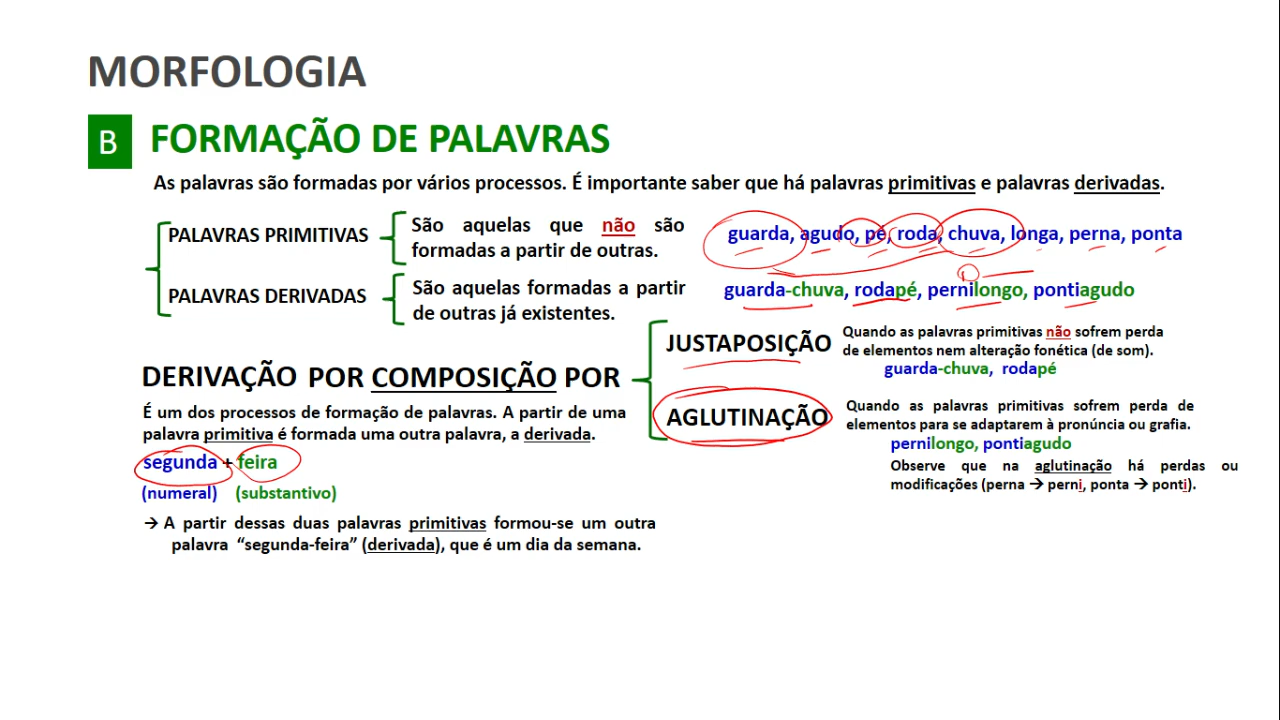 MORFOLOGIA
B FORMAÇÃO DE PALAVRAS
As palavras são formadas por vários processos. É importante saber que há palavras primitivas e palavras derivadas.
PALAVRAS PRIMITIVAS
São aquelas que não são
formadas a partir de outras.
guarda, agudo, pé, roda, chuva, longa, perna, ponta
PALAVRAS DERIVADAS
São aquelas formadas a partir
de outras já existentes.
guarda-chuva, rodapé, pernilongo, pontiagudo
DERIVAÇÃO POR COMPOSIÇÃO POR
JUSTAPOSIÇÃO
Quando as palavras primitivas não sofrem perda
de elementos nem alteração fonética (de som).
guarda-chuva, rodapé
AGLUTINAÇÃO
Quando as palavras primitivas sofrem perda de
elementos para se adaptarem à pronúncia ou grafia.
pernilongo, pontiagudo
Observe que na aglutinação há perdas ou
modificações (perna → perni, ponta → ponti).
É um dos processos de formação de palavras. A partir de uma
palavra primitiva é formada uma outra palavra, a derivada.
segunda + feira
(numeral) (substantivo)
→ A partir dessas duas palavras primitivas formou-se um outra
palavra “segunda-feira” (derivada), que é um dia da semana.